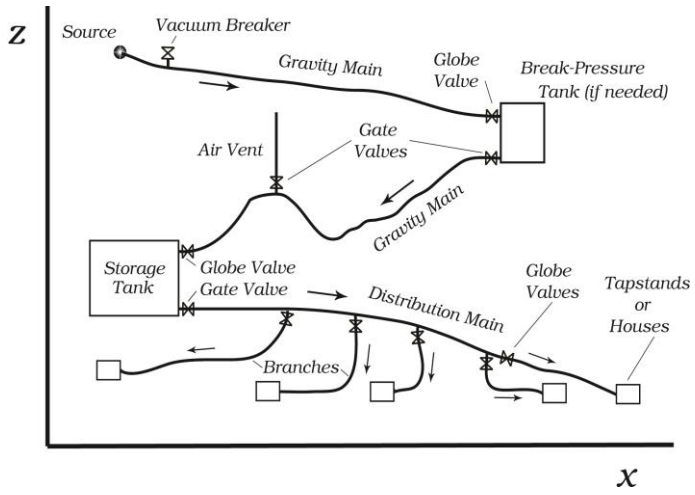 z
Source
Vacuum Breaker
Gravity Main
Globe
Valve
Break-Pressure
Tank (if needed)
Air Vent
Gate
Valves
Gravity Main
Storage
Tank
Globe Valve
Gate Valve
Distribution Main
Globe
Valves
Tapstands
or
Houses
Branches
x